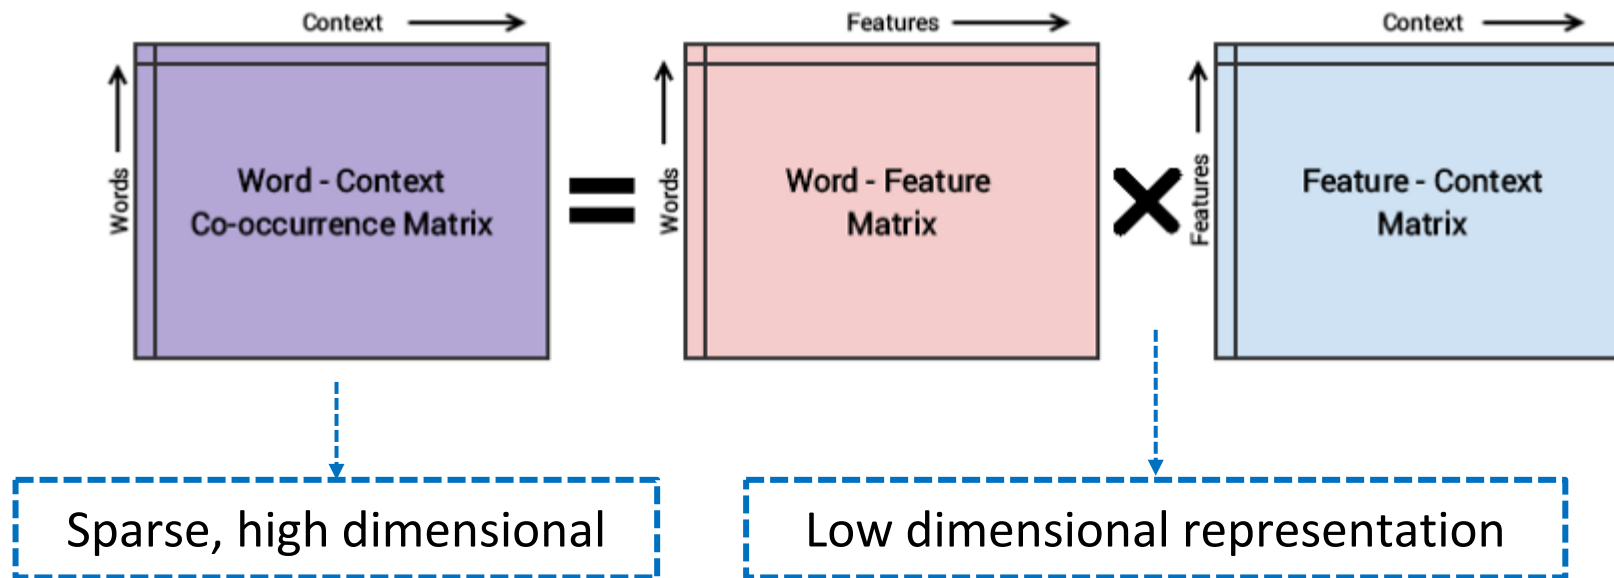 Context
Features
Context
Words
Word - Context
Co-occurrence Matrix
Words
Word - Feature
Matrix
Features
Feature - Context
Matrix
Sparse, high dimensional
Low dimensional representation